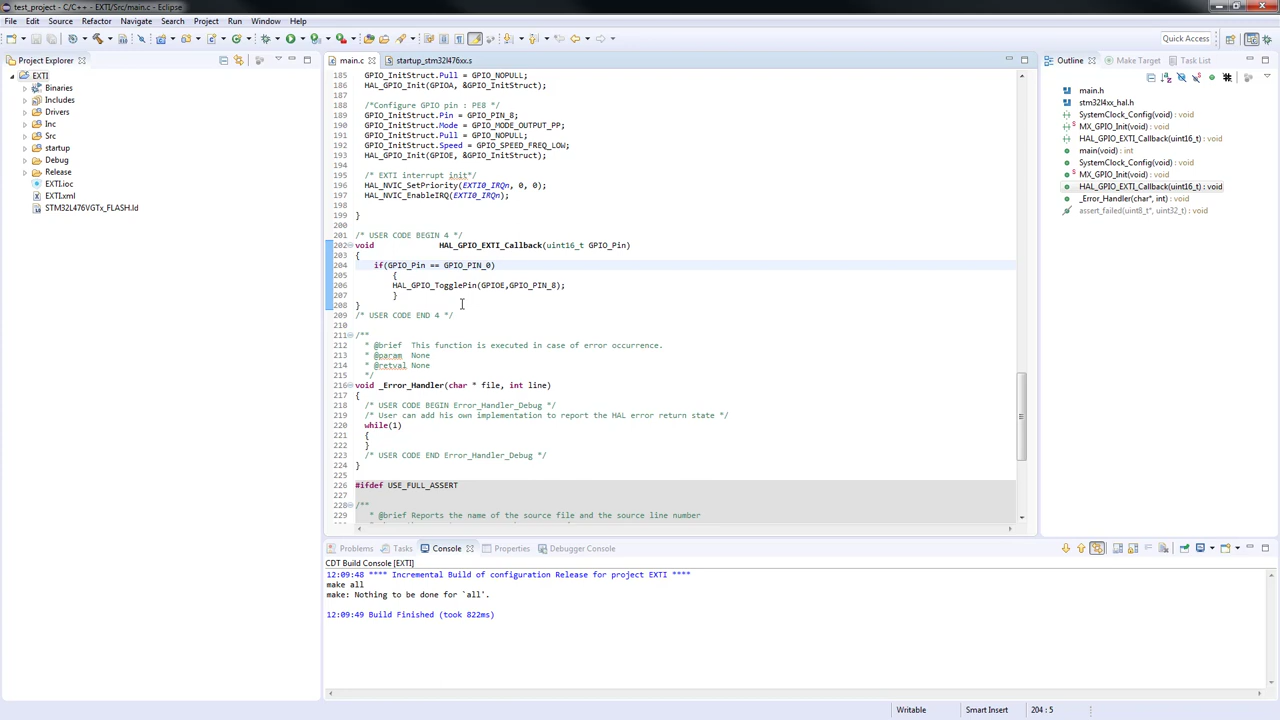 test_project - C/C++ - EXTI/Src/main.c - Eclipse
File Edit Source Refactor Navigate Search Project Run Window Help
Quick Access
Project Explorer
EXTI
Binaries
Includes
Drivers
Inc
Src
startup
Debug
Release
EXTI.ioc
EXTI.xml
STM32L476VGTx_FLASH.ld
main.c startup_stm32l476xx.s
185 GPIO_InitStruct.Pull = GPIO_NOPULL;
186 HAL_GPIO_Init(GPIOA, &GPIO_InitStruct);
187
188 /*Configure GPIO pin : PE8 */
189 GPIO_InitStruct.Pin = GPIO_PIN_8;
190 GPIO_InitStruct.Mode = GPIO_MODE_OUTPUT_PP;
191 GPIO_InitStruct.Pull = GPIO_NOPULL;
192 GPIO_InitStruct.Speed = GPIO_SPEED_FREQ_LOW;
193 HAL_GPIO_Init(GPIOE, &GPIO_InitStruct);
194
195 /* EXTI interrupt init*/
196 HAL_NVIC_SetPriority(EXTI0_IRQn, 0, 0);
197 HAL_NVIC_EnableIRQ(EXTI0_IRQn);
198
199 }
200
201 /* USER CODE BEGIN 4 */
202 void HAL_GPIO_EXTI_Callback(uint16_t GPIO_Pin)
203 {
204 if(GPIO_Pin == GPIO_PIN_0)
205 {
206 HAL_GPIO_TogglePin(GPIOE,GPIO_PIN_8);
207 }
208 }
209 /* USER CODE END 4 */
210
211 /**
212 * @brief This function is executed in case of error occurrence.
213 * @param None
214 * @retval None
215 */
216 void _Error_Handler(char * file, int line)
217 {
218 /* USER CODE BEGIN Error_Handler_Debug */
219 /* User can add his own implementation to report the HAL error return state */
220 while(1)
221 {
222 }
223 /* USER CODE END Error_Handler_Debug */
224 }
225
226 #ifdef USE_FULL_ASSERT
227
228 /**
229 * @brief Reports the name of the source file and the source line number
Outline Make Target Task List
main.h
stm32l4xx_hal.h
SystemClock_Config(void) : void
MX_GPIO_Init(void) : void
HAL_GPIO_EXTI_Callback(uint16_t) : void
main(void) : int
SystemClock_Config(void) : void
MX_GPIO_Init(void) : void
HAL_GPIO_EXTI_Callback(uint16_t) : void
_Error_Handler(char*, int) : void
assert_failed(uint8_t*, uint32_t) : void
Problems Tasks Console Properties Debugger Console
CDT Build Console [EXTI]
12:09:48 **** Incremental Build of configuration Release for project EXTI ****
make all
make: Nothing to be done for `all'.
12:09:49 Build Finished (took 822ms)
Writable Smart Insert 204 : 5